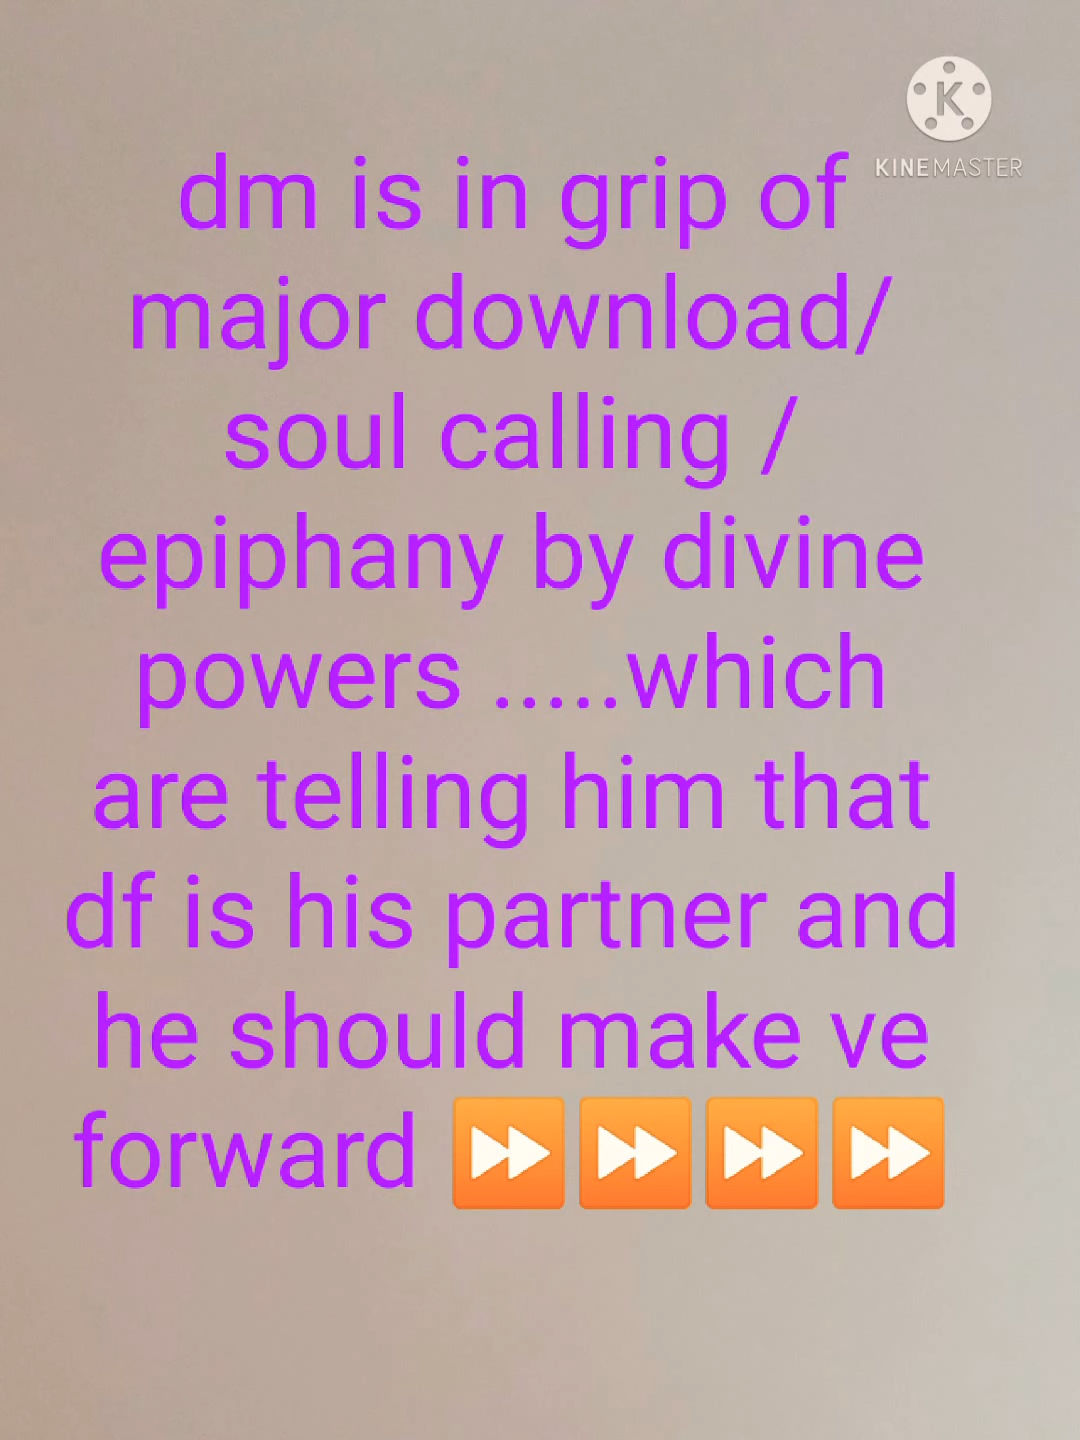 KINEMASTER
dm is in grip of
major download/
soul calling /
epiphany by divine
powers .....which
are telling him that
df is his partner and
he should make ve
forward ⏩⏩⏩⏩